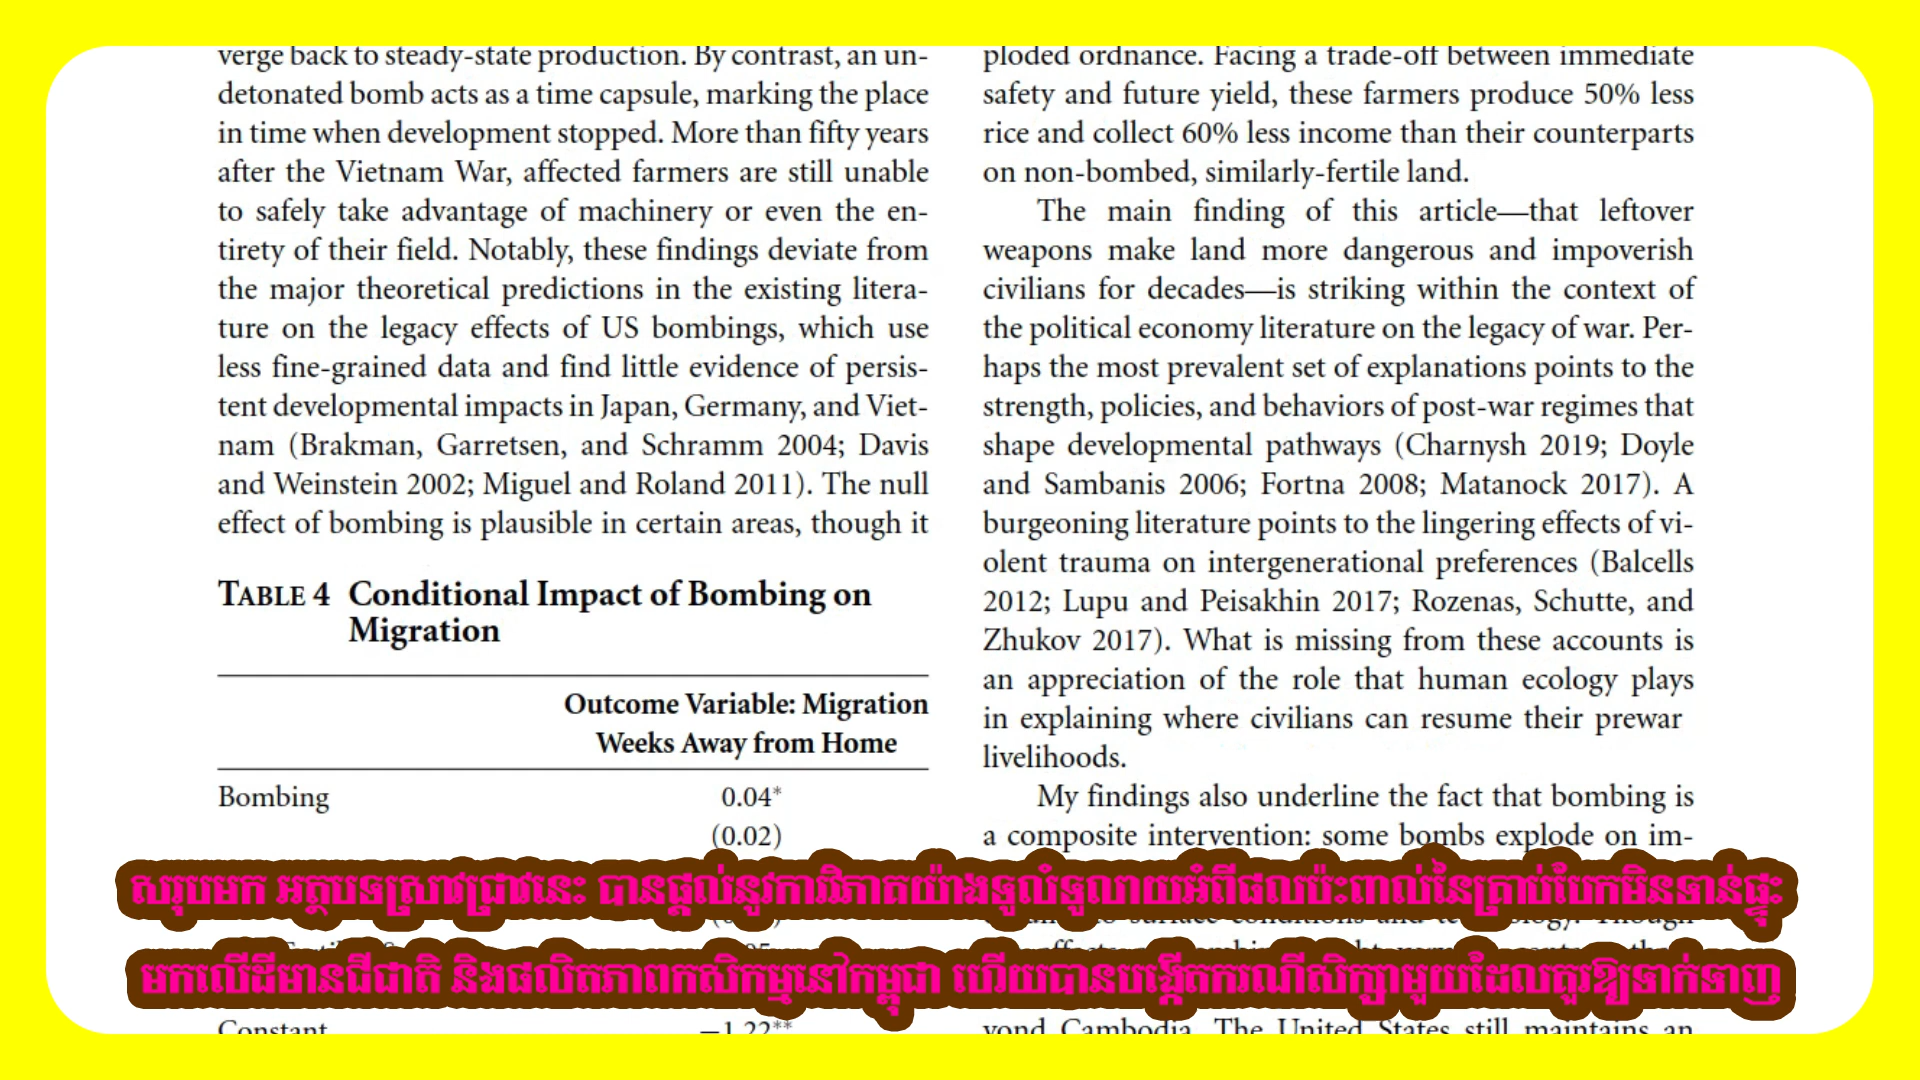 verge back to steady-state production. By contrast, an un-
detonated bomb acts as a time capsule, marking the place
in time when development stopped. More than fifty years
after the Vietnam War, affected farmers are still unable
to safely take advantage of machinery or even the en-
tirety of their field. Notably, these findings deviate from
the major theoretical predictions in the existing litera-
ture on the legacy effects of US bombings, which use
less fine-grained data and find little evidence of persis-
tent developmental impacts in Japan, Germany, and Viet-
nam (Brakman, Garretsen, and Schramm 2004; Davis
and Weinstein 2002; Miguel and Roland 2011). The null
effect of bombing is plausible in certain areas, though it
TABLE 4 Conditional Impact of Bombing on
Migration
Outcome Variable: Migration
Weeks Away from Home
Bombing 0.04*
(0.02)
Constant −1.22**
ploded ordnance. Facing a trade-off between immediate
safety and future yield, these farmers produce 50% less
rice and collect 60% less income than their counterparts
on non-bombed, similarly-fertile land.
The main finding of this article—that leftover
weapons make land more dangerous and impoverish
civilians for decades—is striking within the context of
the political economy literature on the legacy of war. Per-
haps the most prevalent set of explanations points to the
strength, policies, and behaviors of post-war regimes that
shape developmental pathways (Charnysh 2019; Doyle
and Sambanis 2006; Fortna 2008; Matanock 2017). A
burgeoning literature points to the lingering effects of vi-
olent trauma on intergenerational preferences (Balcells
2012; Lupu and Peisakhin 2017; Rozenas, Schutte, and
Zhukov 2017). What is missing from these accounts is
an appreciation of the role that human ecology plays
in explaining where civilians can resume their prewar
livelihoods.
My findings also underline the fact that bombing is
a composite intervention: some bombs explode on im-
yond Cambodia. The United States still maintains an
សរុបមក អត្ថបទស្រាវជ្រាវនេះ បានផ្តល់នូវការវិភាគយ៉ាងទូលំទូលាយអំពីផលប៉ះពាល់នៃគ្រាប់បែកមិនទាន់ផ្ទុះ
មកលើដីមានជីជាតិ និងផលិតភាពកសិកម្មនៅកម្ពុជា ហើយបានបង្កើតករណីសិក្សាមួយដែលគួរឱ្យទាក់ទាញ